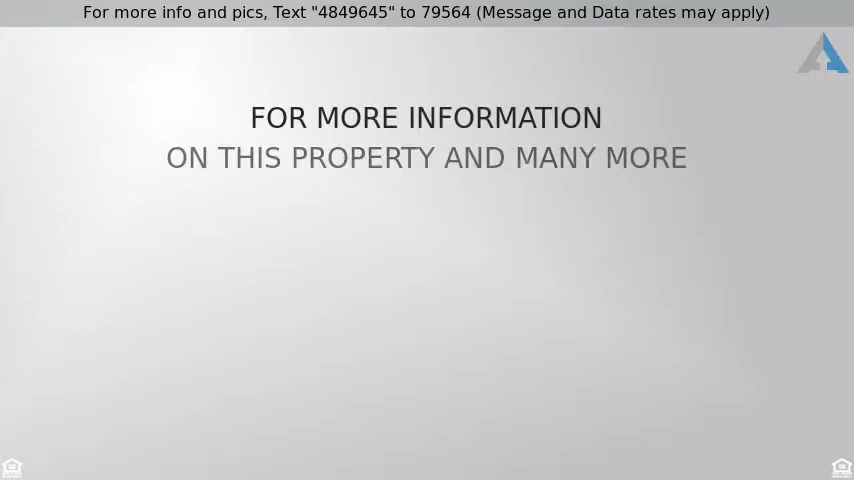 For more info and pics, Text "4849645" to 79564 (Message and Data rates may apply)
FOR MORE INFORMATION
ON THIS PROPERTY AND MANY MORE